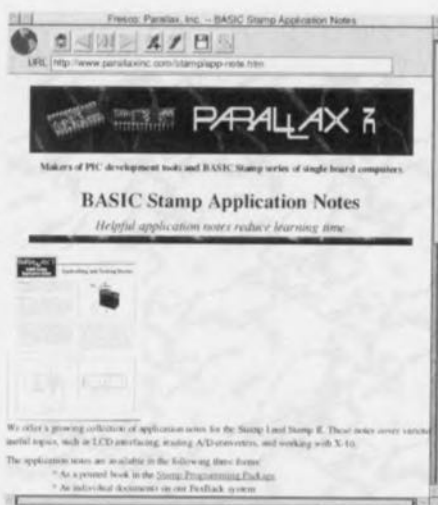 Fresco: Parallax, Inc. -- BASIC Stamp Application Notes
URL http://www.parallaxinc.com/stamp/app-note.htm
PARALLAX
Makers of PIC development tools and BASIC Stamp series of single board computers
BASIC Stamp Application Notes
Helpful application notes reduce learning time
We offer a growing collection of application notes for the Stamp I and Stamp II. These notes cover various
useful topics, such as LCD interfacing, reading A/D converters, and working with X-10.
The application notes are available in the following three forms:
* As a printed book in the Stamp Programming Package
* As individual documents on our FaxBack system